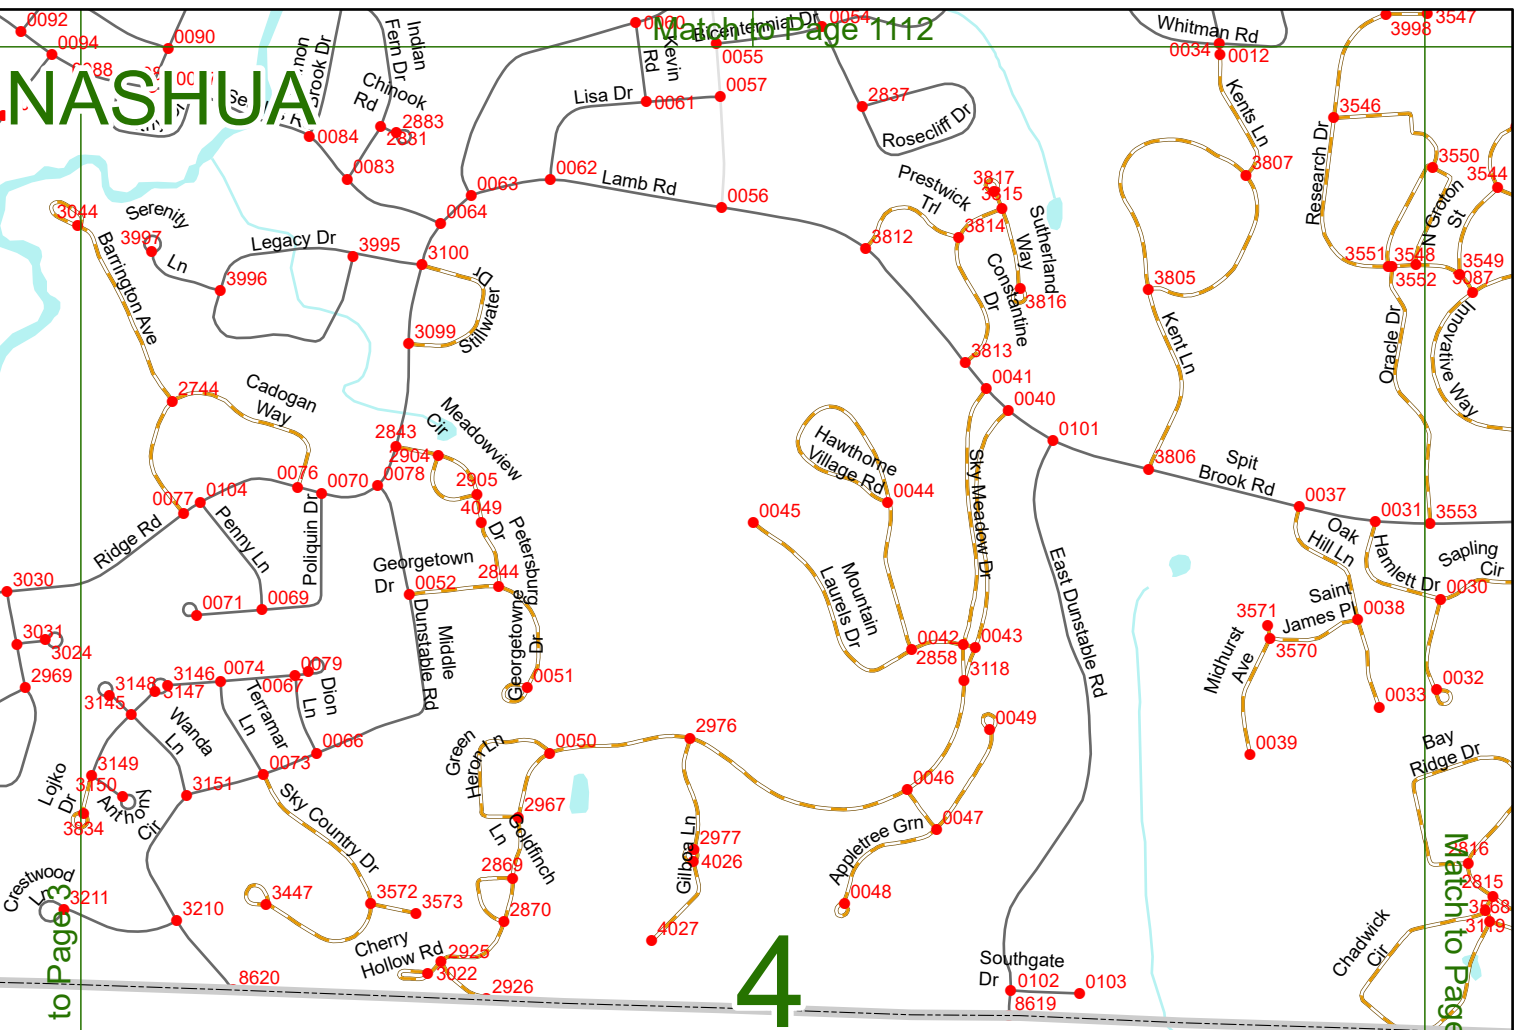 0092
0060
Bicentennial Dr
0054
Match to Page 1112
Whitman Rd
3547
3998
0094
0090
0088
Indian
Fern Dr
Brook Dr
Kevin
Rd
0055
0034
0012
NASHUA
Chinook
Rd
Lisa Dr
0061
0057
2837
Rosecliff Dr
Kents Ln
3546
2883
2881
0084
0083
0062
0063
0064
Lamb Rd
0056
3807
Research Dr
3550
3544
N Groton
St
Prestwick
Trl
3817
3815
3814
Sutherland
Way
3812
3044
Serenity
Ln
3997
Legacy Dr
3995
3100
3996
Barrington Ave
Stillwater
Dr
3099
Constantine
Dr
3816
3805
Kent Ln
3551
3548
3552
3549
3087
Innovative Way
Oracle Dr
3813
0041
0040
0101
3806
2744
Cadogan
Way
2843
2904
Meadowview
Cir
2905
4049
0076
0070
0078
0077
0104
Ridge Rd
Penny Ln
Poliquin Dr
Hawthorne
Village Rd
0044
0045
Sky Meadow Dr
Spit
Brook Rd
0037
0031
3553
Oak
Hill Ln
Hamlett Dr
Sapling
Cir
0030
Petersburg
Dr
Georgetown
Dr
0052
2844
3030
0071
0069
Mountain
Laurels Dr
East Dunstable Rd
Saint
James Pl
0038
3571
3570
Midhurst
Ave
3031
3024
2969
Middle
Dunstable Rd
Georgetowne
Dr
0051
0042
0043
2858
3118
0033
0032
0039
3148
3146
3147
3145
0074
0079
0067
Dion
Ln
Terramar
Ln
Wanda
Ln
0066
0073
3151
3149
3150
Lojiko
Dr
3834
Anthony
Cir
Green
Heron Ln
0050
2976
0049
0046
0047
Bay
Ridge Dr
Sky Country Dr
2967
Goldfinch
Ln
2869
2870
Gilboa Ln
2977
4026
4027
Appletree Grn
0048
2816
2815
3568
3119
Crestwood
Ln
3211
3210
3447
3572
3573
Cherry
Hollow Rd
2925
3022
2926
8620
Chadwick
Cir
Southgate
Dr
0102
0103
8619
to Page 3
4
Match to Page